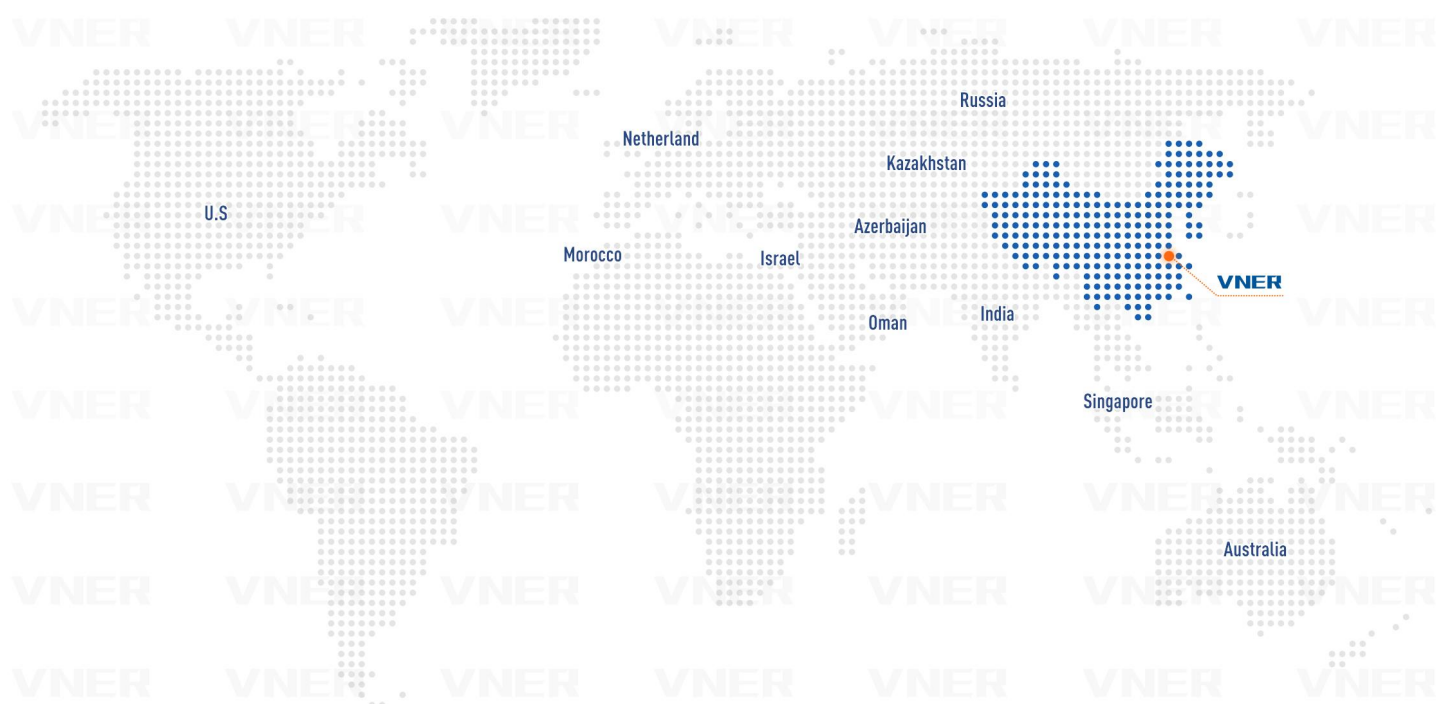 Russia
Netherland
Kazakhstan
U.S
Azerbaijan
Morocco
Israel
VNER
India
Oman
Singapore
Australia